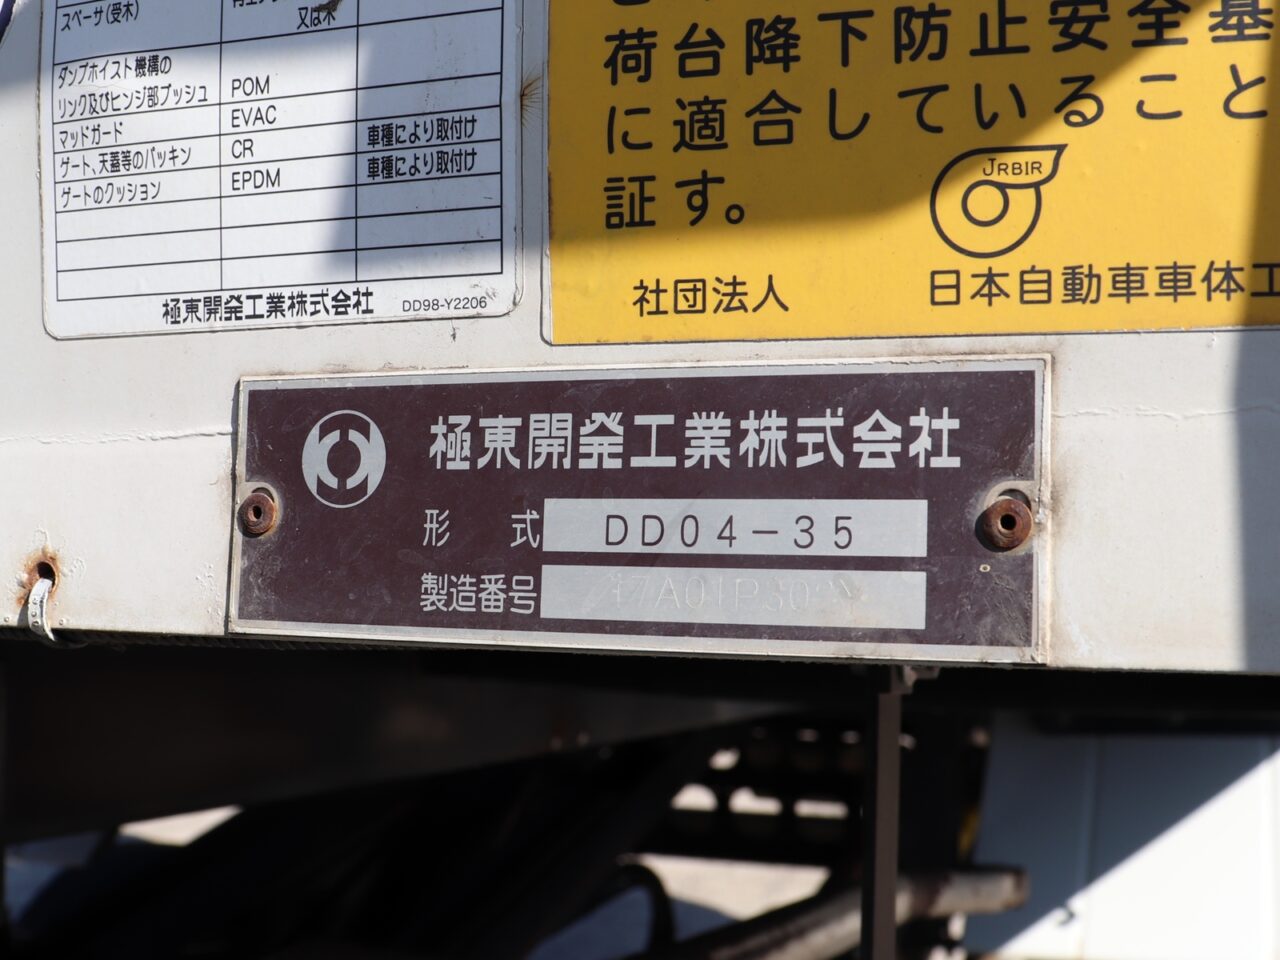 スペーサ(受木)
又は木
ダンプホイスト機構の
リンク及びヒンジ部ブッシュ POM
マッドガード EVAC
ゲート、天蓋等のパッキン CR 車種により取付け
ゲートのクッション EPDM 車種により取付け
極東開発工業株式会社 DD98-Y2206
荷台降下防止安全基
に適合していること
証す。
JRBIR
社団法人 日本自動車車体工
極東開発工業株式会社
形 式 DD04-35
製造番号